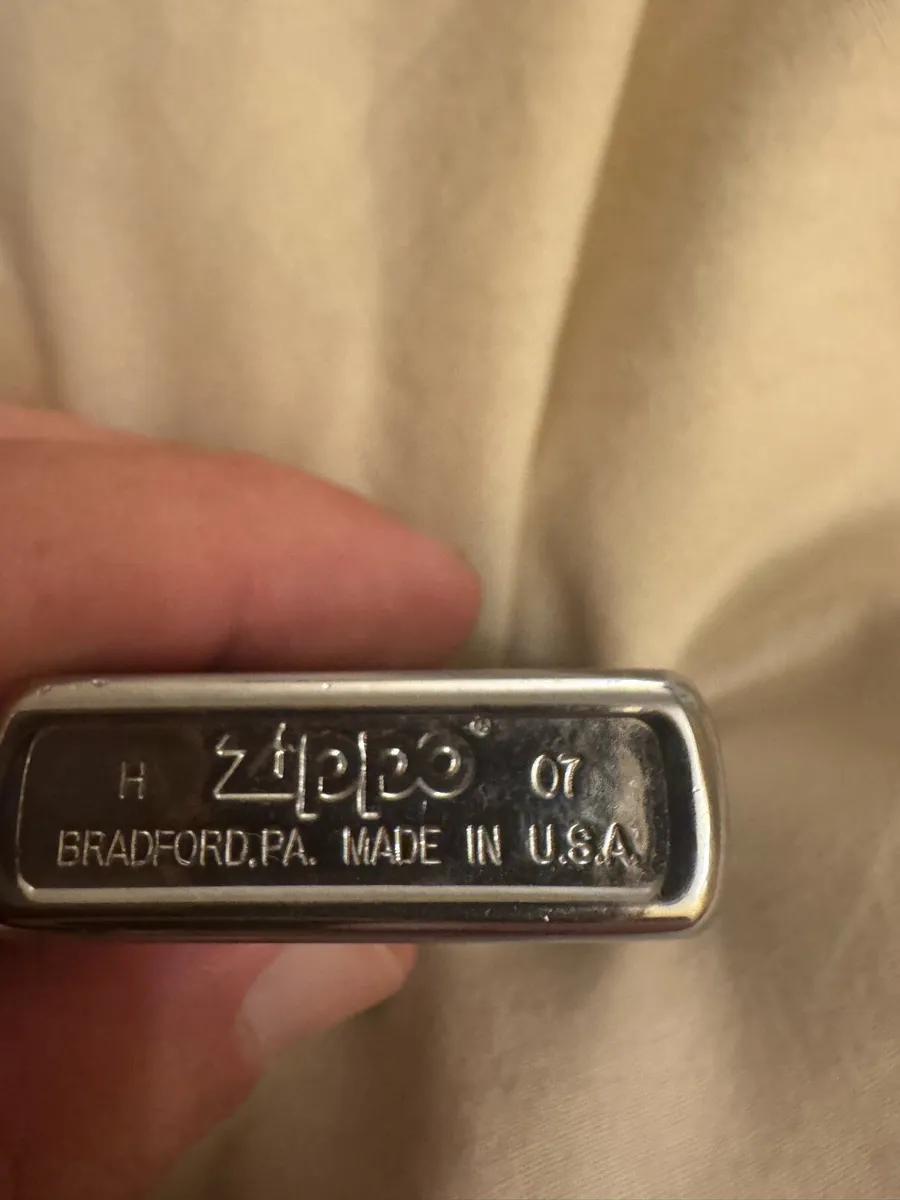 H zippo® 07
BRADFORD,PA. MADE IN U.S.A.